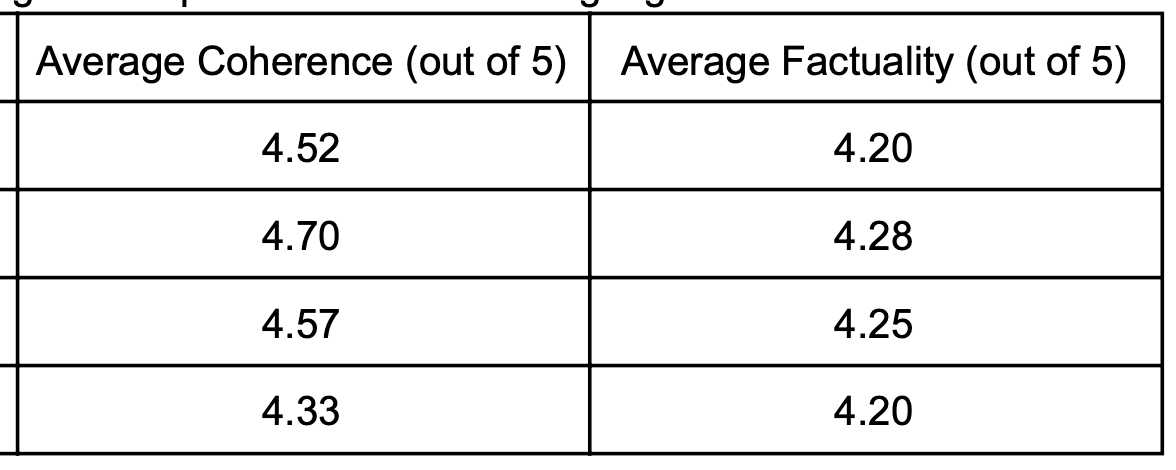 Average Coherence (out of 5) Average Factuality (out of 5)
4.52 4.20
4.70 4.28
4.57 4.25
4.33 4.20